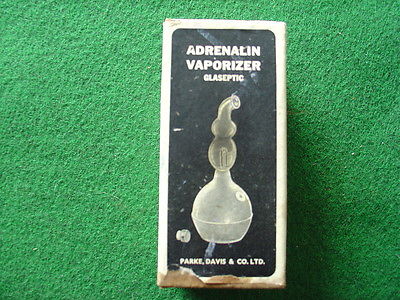 ADRENALIN
VAPORIZER
GLASEPTIC
PARKE, DAVIS & CO. LTD.